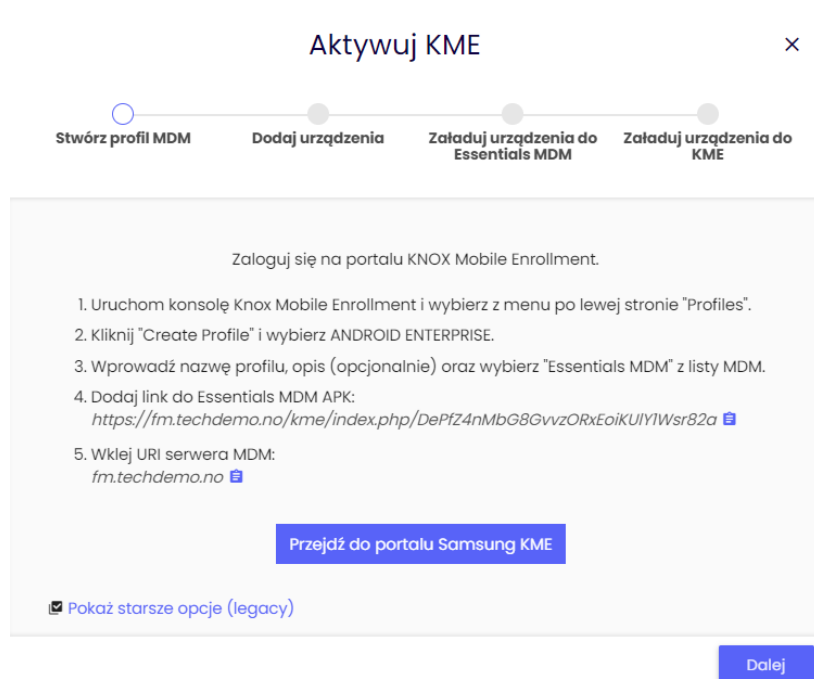 Aktywuj KME
Stwórz profil MDM
Dodaj urządzenia
Załaduj urządzenia do
Essentials MDM
Załaduj urządzenia do
KME
Zaloguj się na portalu KNOX Mobile Enrollment.
1. Uruchom konsolę Knox Mobile Enrollment i wybierz z menu po lewej stronie "Profiles".
2. Kliknij "Create Profile" i wybierz ANDROID ENTERPRISE.
3. Wprowadź nazwę profilu, opis (opcjonalnie) oraz wybierz "Essentials MDM" z listy MDM.
4. Dodaj link do Essentials MDM APK:
https://fm.techdemo.no/kme/index.php/DePfZ4nMbG8GvvzORxEoiKUlY1Wsr82a
5. Wklej URI serwera MDM:
fm.techdemo.no
Przejdź do portalu Samsung KME
Pokaż starsze opcje (legacy)
Dalej